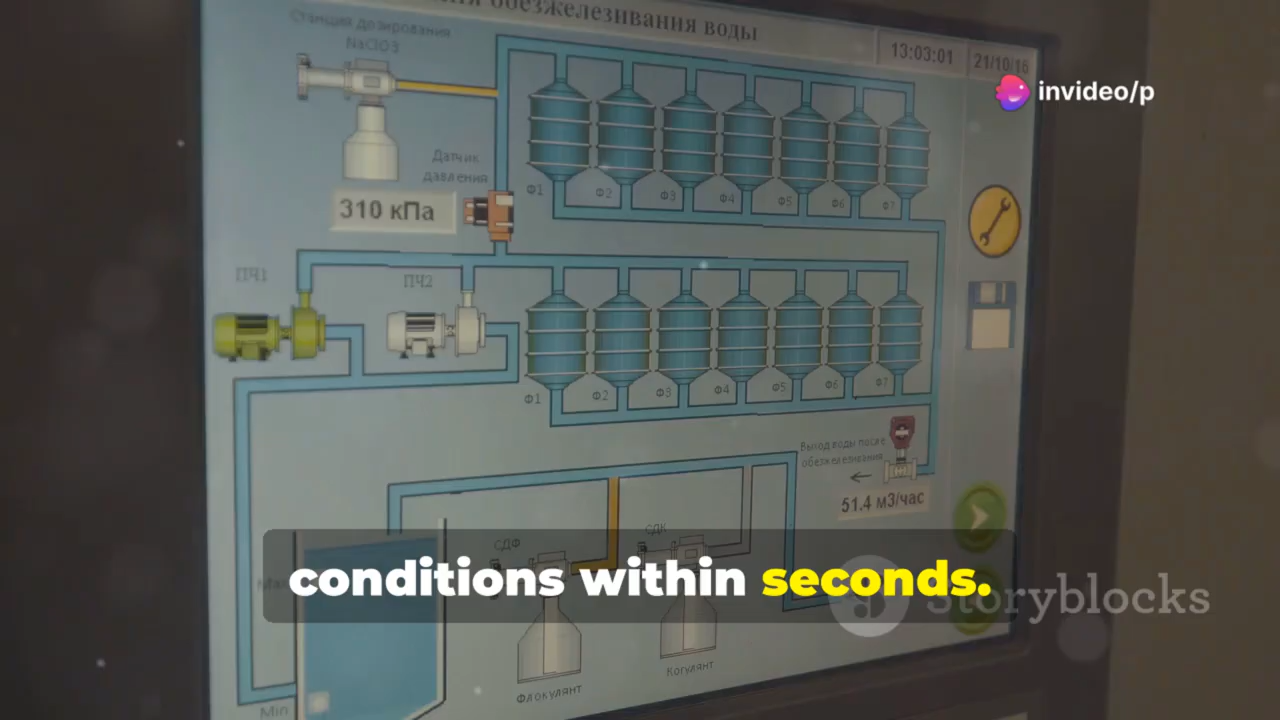 обезжелезивания воды
13:03:01
21/10/16
Станция дозирования
NaClO3
invideo/p
Датчик
давления
310 кПа
Ф1
Ф2
Ф3
Ф4
Ф5
Ф6
Ф7
ПЧ1
ПЧ2
Ф1
Ф2
Ф3
Ф4
Ф5
Ф6
Ф7
Выход воды после
обезжелезивания
51.4 м3/час
СДФ
СДК
conditions within seconds.
Storyblocks
Когулянт
Флокулянт
Min